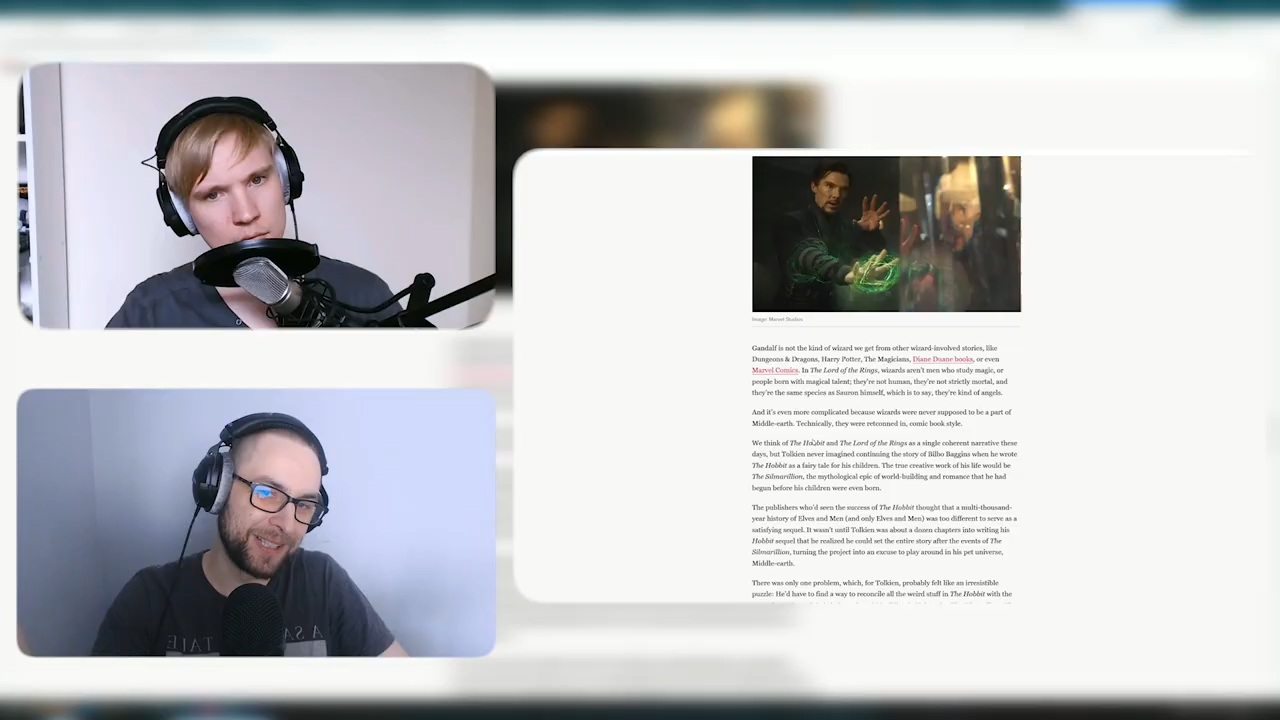 Image: Marvel Studios
Gandalf is not the kind of wizard we get from other wizard-involved stories, like
Dungeons & Dragons, Harry Potter, The Magicians, Diane Duane books, or even
Marvel Comics. In The Lord of the Rings, wizards aren't men who study magic, or
people born with magical talent; they're not human, they're not strictly mortal, and
they're the same species as Sauron himself, which is to say, they're kind of angels.
And it's even more complicated because wizards were never supposed to be a part of
Middle-earth. Technically, they were retconned in, comic book style.
We think of The Hobbit and The Lord of the Rings as a single coherent narrative these
days, but Tolkien never imagined continuing the story of Bilbo Baggins when he wrote
The Hobbit as a fairy tale for his children. The true creative work of his life would be
The Silmarillion, the mythological epic of world-building and romance that he had
begun before his children were even born.
The publishers who'd seen the success of The Hobbit thought that a multi-thousand-
year history of Elves and Men (and only Elves and Men) was too different to serve as a
satisfying sequel. It wasn't until Tolkien was about a dozen chapters into writing his
Hobbit sequel that he realized he could set the entire story after the events of The
Silmarillion, turning the project into an excuse to play around in his pet universe,
Middle-earth.
There was only one problem, which, for Tolkien, probably felt like an irresistible
puzzle: He'd have to find a way to reconcile all the weird stuff in The Hobbit with the